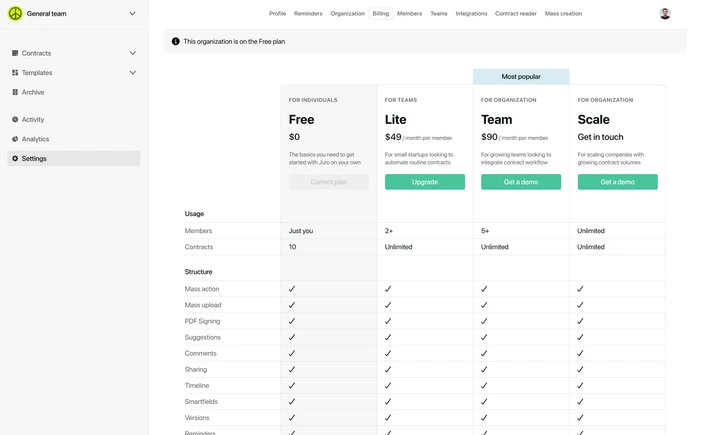 General team
Profile Reminders Organization Billing Members Teams Integrations Contract reader Mass creation
This organization is on the Free plan
Contracts
Templates
Archive
Activity
Analytics
Settings
Most popular
FOR INDIVIDUALS FOR TEAMS FOR ORGANIZATION FOR ORGANIZATION
Free Lite Team Scale
$0 $49 / month per member $90 / month per member Get in touch
The basics you need to get For small startups looking to For growing teams looking to For scaling companies with
started with Juro on your own automate routine contracts integrate contract workflow growing contract volumes
Current plan Upgrade Get a demo Get a demo
Usage
Members Just you 2+ 5+ Unlimited
Contracts 10 Unlimited Unlimited Unlimited
Structure
Mass action
Mass upload
PDF Signing
Suggestions
Comments
Sharing
Timeline
Smartfields
Versions
Reminders